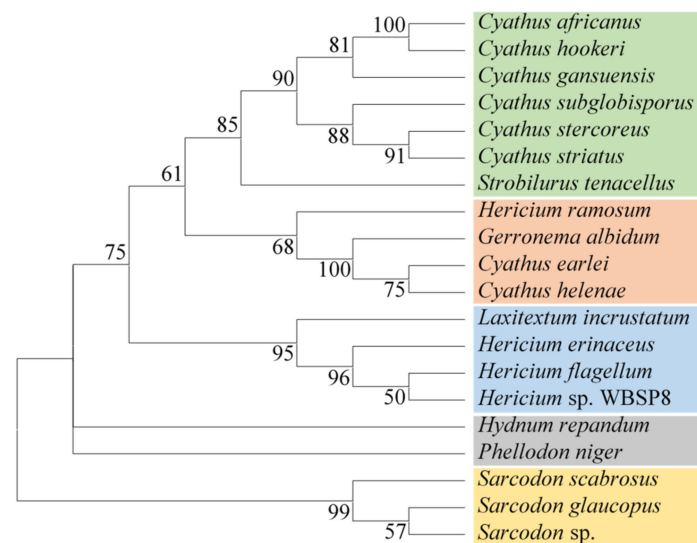 100
Cyathus africanus
81
Cyathus hookeri
90
Cyathus gansuensis
85
Cyathus subglobisporus
88
Cyathus stercoreus
91
Cyathus striatus
61
Strobilurus tenacellus
Hericium ramosum
75
68
Gerronema albidum
100
Cyathus earlei
75
Cyathus helenae
Laxitextum incrustatum
95
Hericium erinaceus
96
Hericium flagellum
50
Hericium sp. WBSP8
Hydnum repandum
Phellodon niger
Sarcodon scabrosus
99
Sarcodon glaucopus
57
Sarcodon sp.